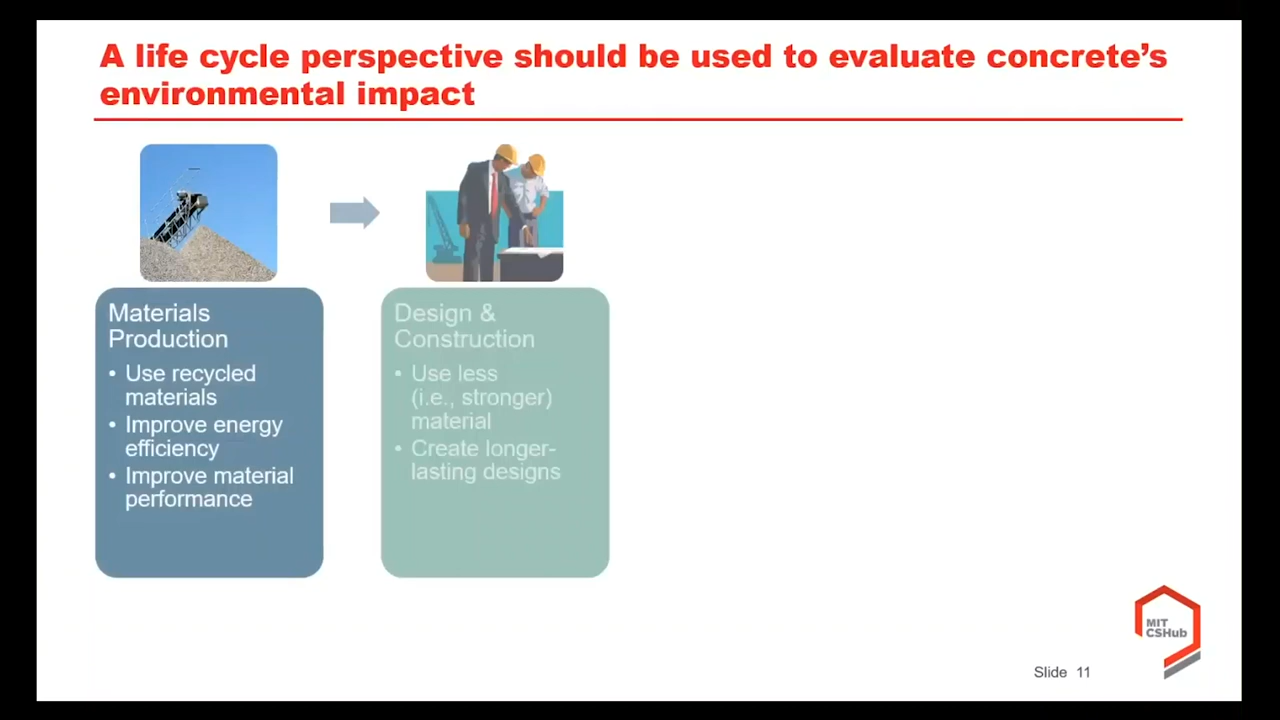 A life cycle perspective should be used to evaluate concrete’s
environmental impact
Materials
Production
• Use recycled
materials
• Improve energy
efficiency
• Improve material
performance
Design &
Construction
• Use less
(i.e., stronger)
material
• Create longer-
lasting designs
MIT
CSHub
Slide 11